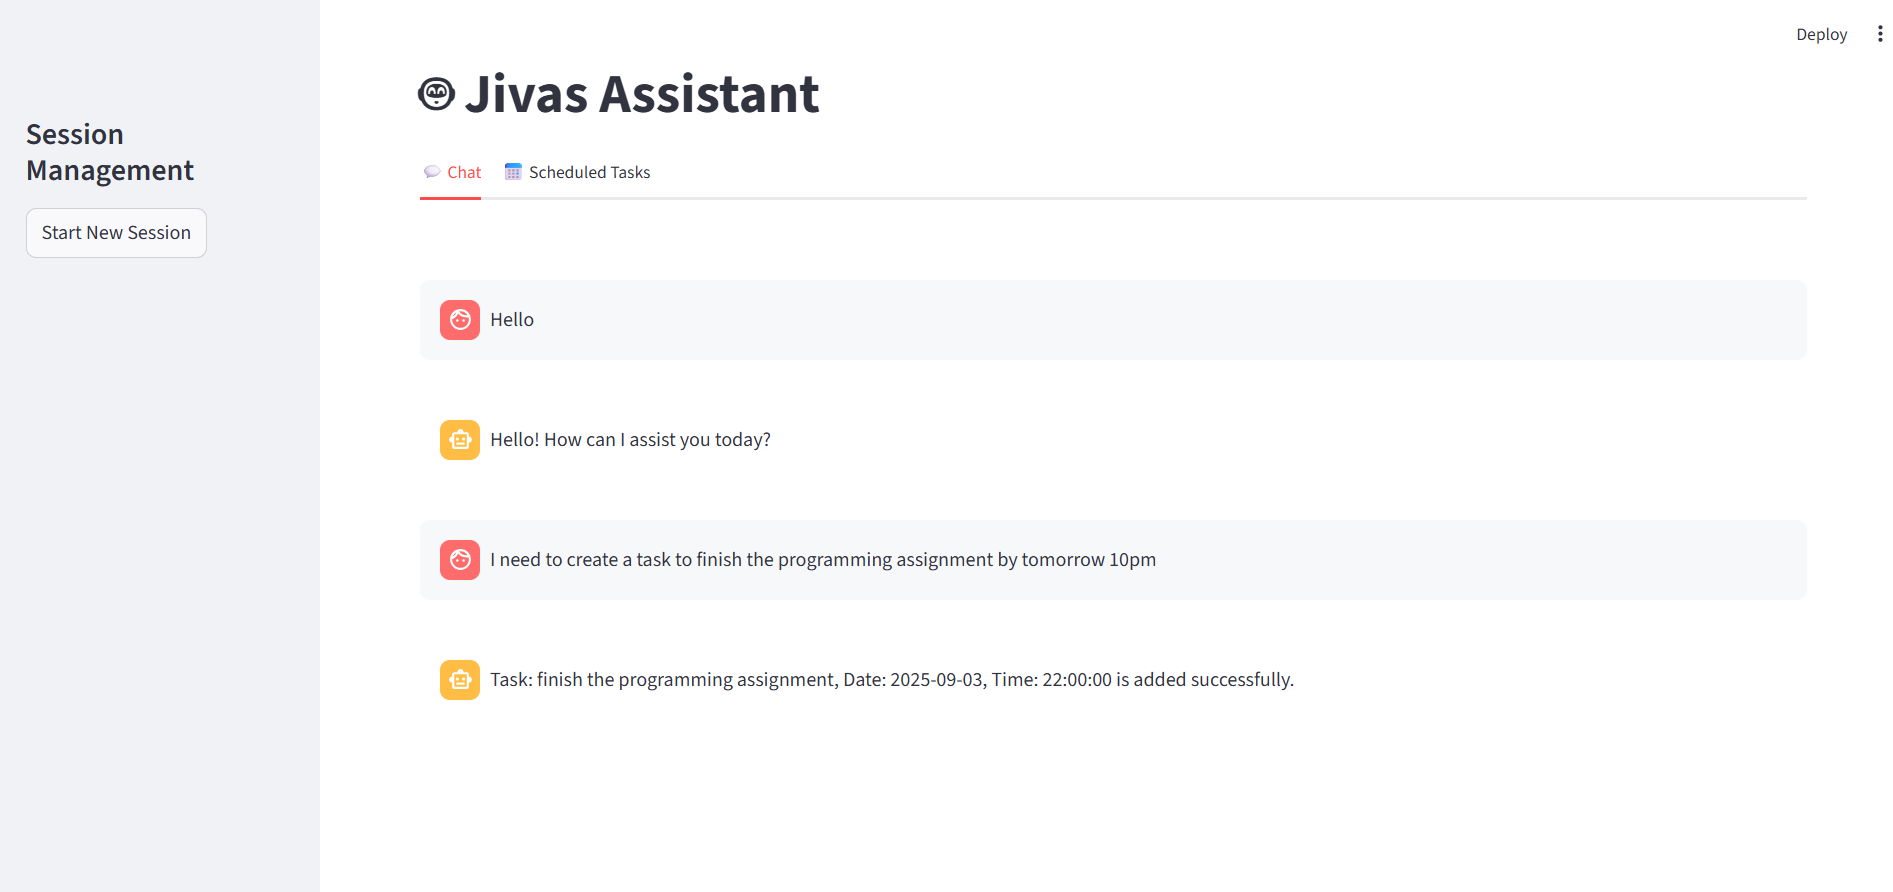 Deploy
Session
Management
Start New Session
Jivas Assistant
Chat
Scheduled Tasks
Hello
Hello! How can I assist you today?
I need to create a task to finish the programming assignment by tomorrow 10pm
Task: finish the programming assignment, Date: 2025-09-03, Time: 22:00:00 is added successfully.